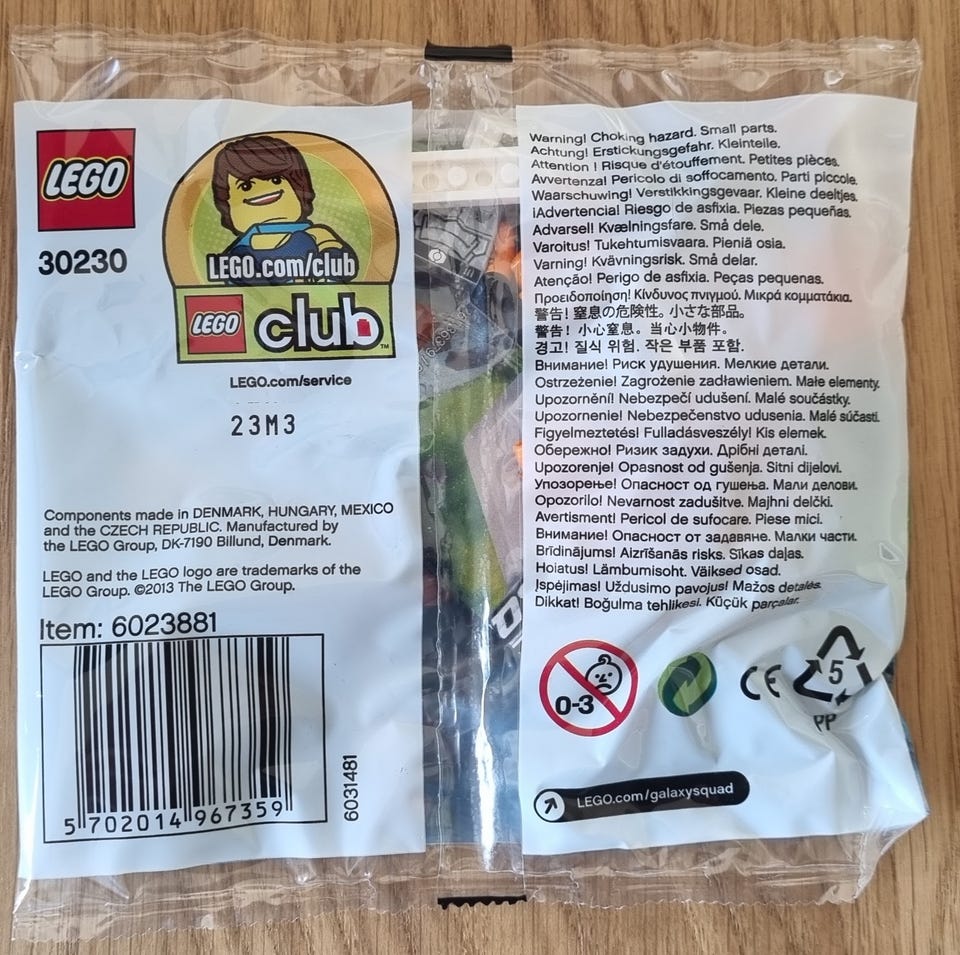 LEGO
30230
LEGO.com/club
LEGO club™
LEGO.com/service
23M3
Components made in DENMARK, HUNGARY, MEXICO
and the CZECH REPUBLIC. Manufactured by
the LEGO Group, DK-7190 Billund, Denmark.
LEGO and the LEGO logo are trademarks of the
LEGO Group. ©2013 The LEGO Group.
Item: 6023881
5 702014 967359
6031481
Warning! Choking hazard. Small parts.
Achtung! Erstickungsgefahr. Kleinteile.
Attention ! Risque d'étouffement. Petites pièces.
Avvertenza! Pericolo di soffocamento. Parti piccole.
Waarschuwing! Verstikkingsgevaar. Kleine deeltjes.
¡Advertencia! Riesgo de asfixia. Piezas pequeñas.
Advarsel! Kvælningsfare. Små dele.
Varoitus! Tukehtumisvaara. Pieniä osia.
Varning! Kvävningsrisk. Små delar.
Atenção! Perigo de asfixia. Peças pequenas.
Προειδοποίηση! Κίνδυνος πνιγμού. Μικρά κομματάκια.
警告! 窒息の危険性。小さな部品。
警告! 小心窒息。当心小物件。
경고! 질식 위험. 작은 부품 포함.
Внимание! Риск удушения. Мелкие детали.
Ostrzeżenie! Zagrożenie zadławieniem. Małe elementy.
Upozornění! Nebezpečí udušení. Malé součástky.
Upozornenie! Nebezpečenstvo udusenia. Malé súčasti.
Figyelmeztetés! Fulladásveszély! Kis elemek.
Обережно! Ризик задухи. Дрібні деталі.
Upozorenje! Opasnost od gušenja. Sitni dijelovi.
Упозорење! Опасност од гушења. Мали делови.
Opozorilo! Nevarnost zadušitve. Majhni delčki.
Avertisment! Pericol de sufocare. Piese mici.
Внимание! Опасност от задавяне. Малки части.
Brīdinājums! Aizrīšanās risks. Sīkas daļas.
Hoiatus! Lämbumisoht. Väiksed osad.
Įspėjimas! Uždusimo pavojus! Mažos detalės.
Dikkat! Boğulma tehlikesi. Küçük parçalar.
0-3
CE
5
PP
LEGO.com/galaxysquad